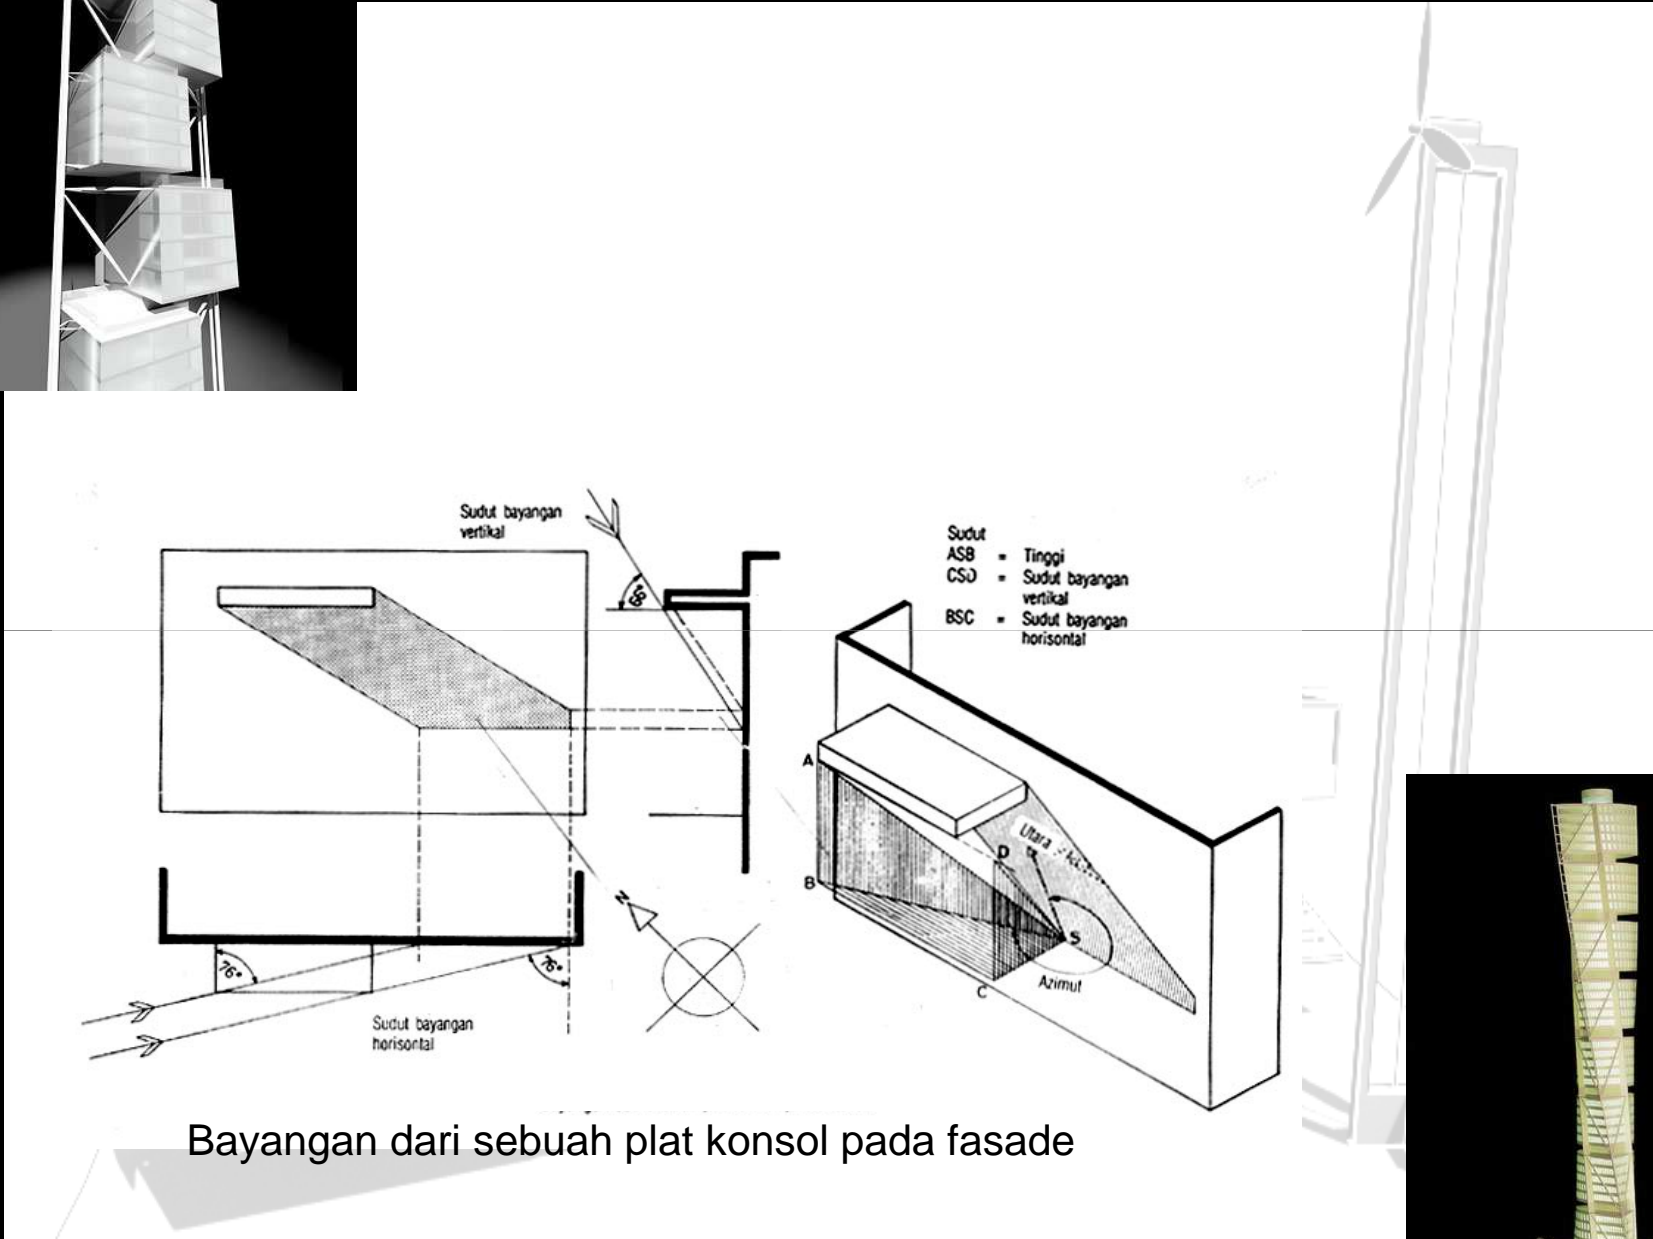 Sudut bayangan
vertikal
Sudut
ASB = Tinggi
CSD = Sudut bayangan
vertikal
BSC = Sudut bayangan
horisontal
A
D
Utara
B
S
N
C
Azimut
76°
76°
Sudut bayangan
horisontal
Bayangan dari sebuah plat konsol pada fasade